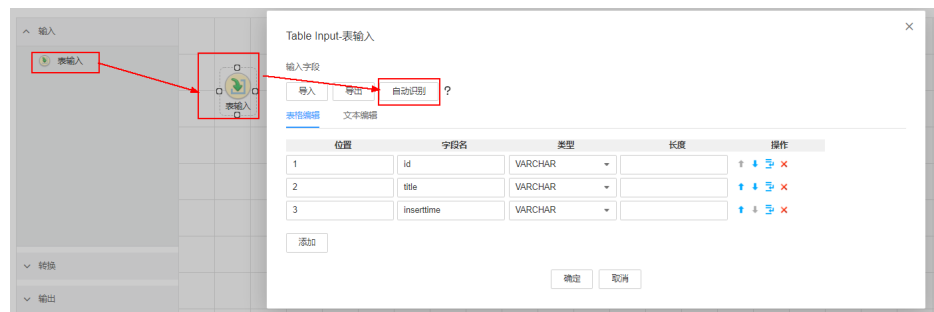 输入
表输入
表输入
转换
输出
Table Input-表输入
×
输入字段
导入 导出 自动识别 ?
表格编辑 文本编辑
位置 字段名 类型 长度 操作
1 id VARCHAR
2 title VARCHAR
3 inserttime VARCHAR
添加
确定 取消